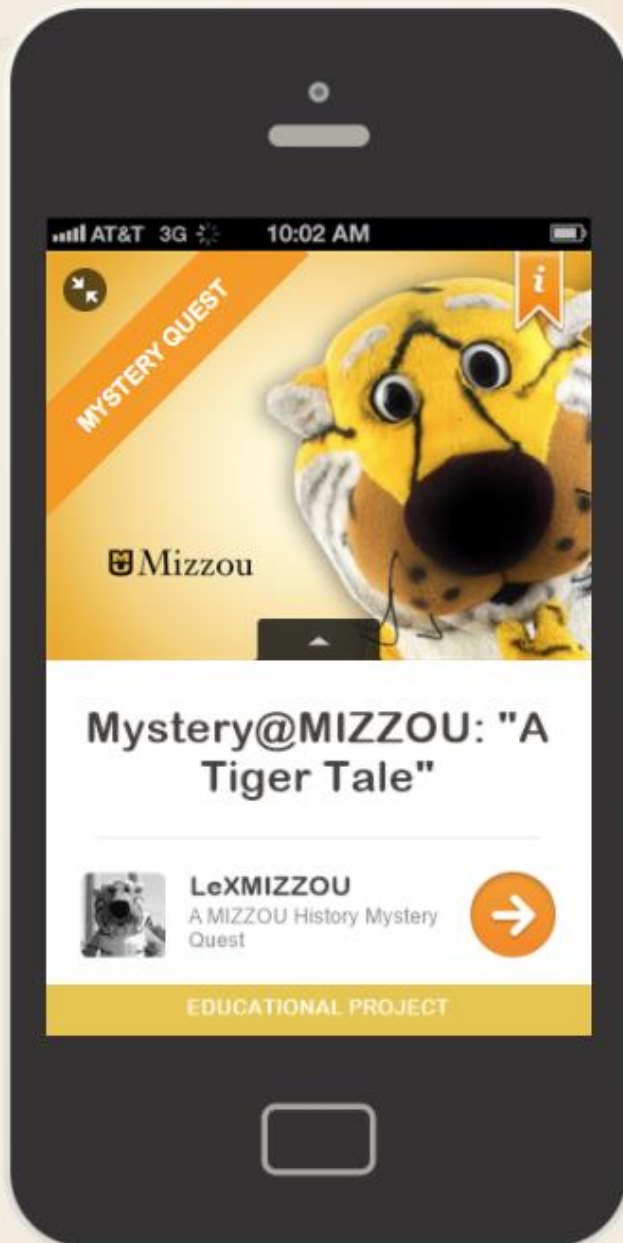 AT&T 3G 10:02 AM
i
MYSTERY QUEST
Mizzou
Mystery@MIZZOU: "A
Tiger Tale"
LeXMIZZOU
A MIZZOU History Mystery
Quest
EDUCATIONAL PROJECT